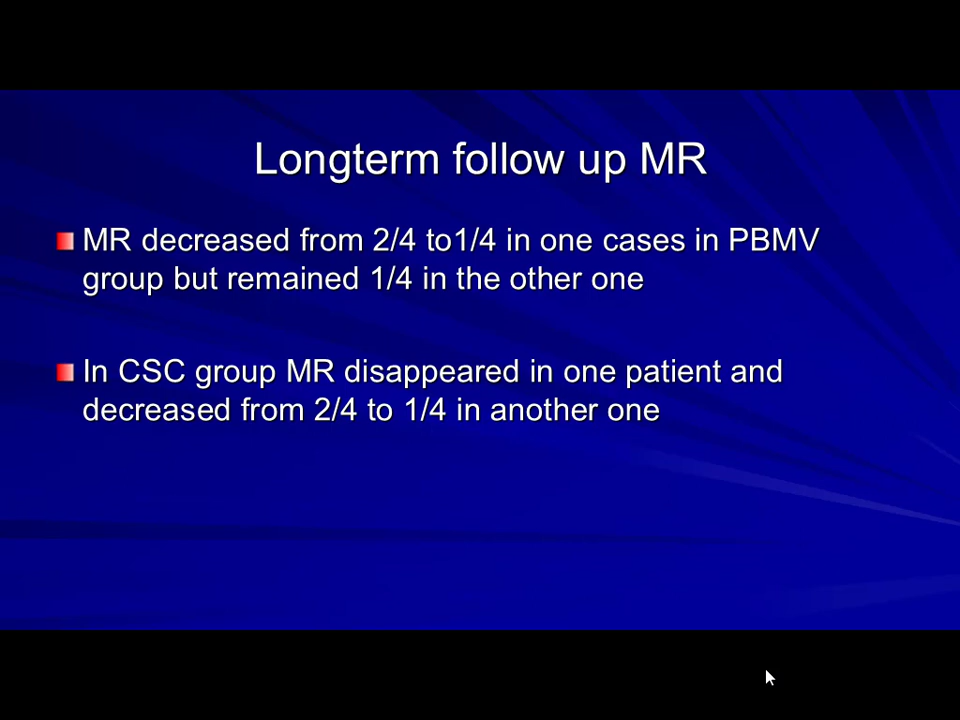 Longterm follow up MR
MR decreased from 2/4 to1/4 in one cases in PBMV
group but remained 1/4 in the other one
In CSC group MR disappeared in one patient and
decreased from 2/4 to 1/4 in another one